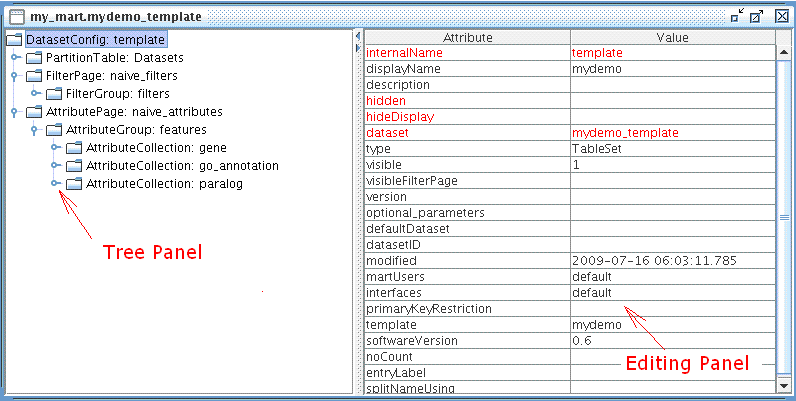 my_mart.mydemo_template
DatasetConfig: template
PartitionTable: Datasets
FilterPage: naive_filters
FilterGroup: filters
AttributePage: naive_attributes
AttributeGroup: features
AttributeCollection: gene
AttributeCollection: go_annotation
AttributeCollection: paralog
Tree Panel
Attribute Value
internalName template
displayName mydemo
description
hidden
hideDisplay
dataset mydemo_template
type TableSet
visible 1
visibleFilterPage
version
optional_parameters
defaultDataset
datasetID
modified 2009-07-16 06:03:11.785
martUsers default
interfaces default
primaryKeyRestriction
template mydemo
softwareVersion 0.6
noCount
entryLabel
splitNameUsing
Editing Panel